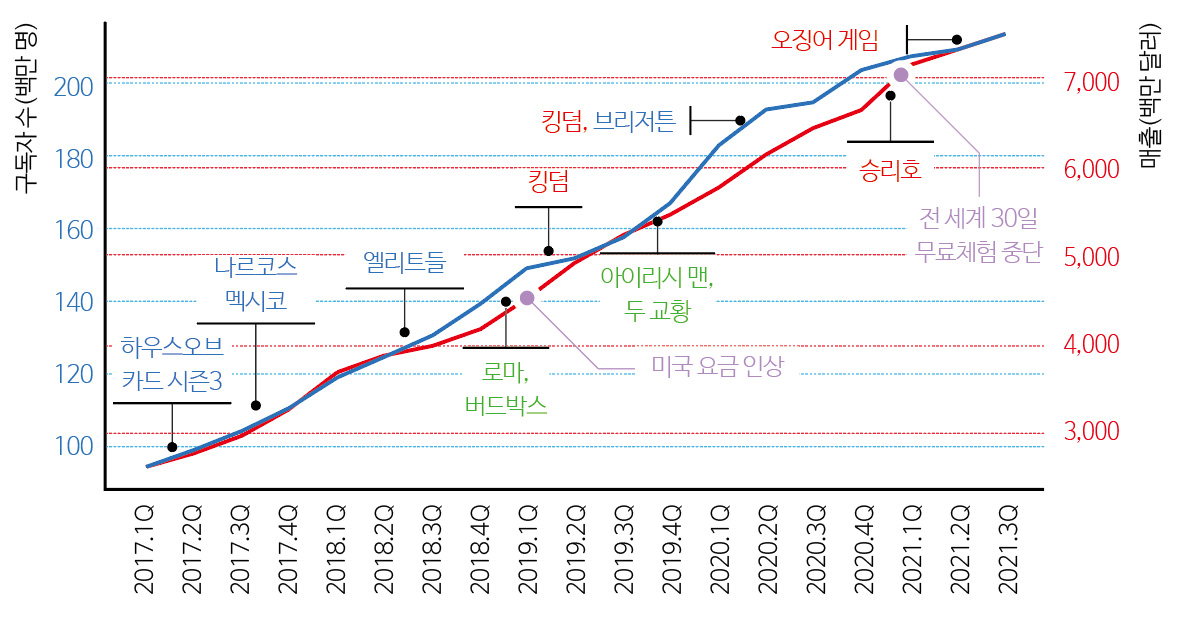 구독자 수(백만 명)
매출(백만 달러)
200
180
160
140
120
100
7,000
6,000
5,000
4,000
3,000
오징어 게임
킹덤, 브리저튼
킹덤
승리호
전 세계 30일
무료체험 중단
엘리트들
나르코스
멕시코
아이리시 맨,
두 교황
하우스오브
카드 시즌3
로마,
버드박스
미국 요금 인상
2017.1Q
2017.2Q
2017.3Q
2017.4Q
2018.1Q
2018.2Q
2018.3Q
2018.4Q
2019.1Q
2019.2Q
2019.3Q
2019.4Q
2020.1Q
2020.2Q
2020.3Q
2020.4Q
2021.1Q
2021.2Q
2021.3Q